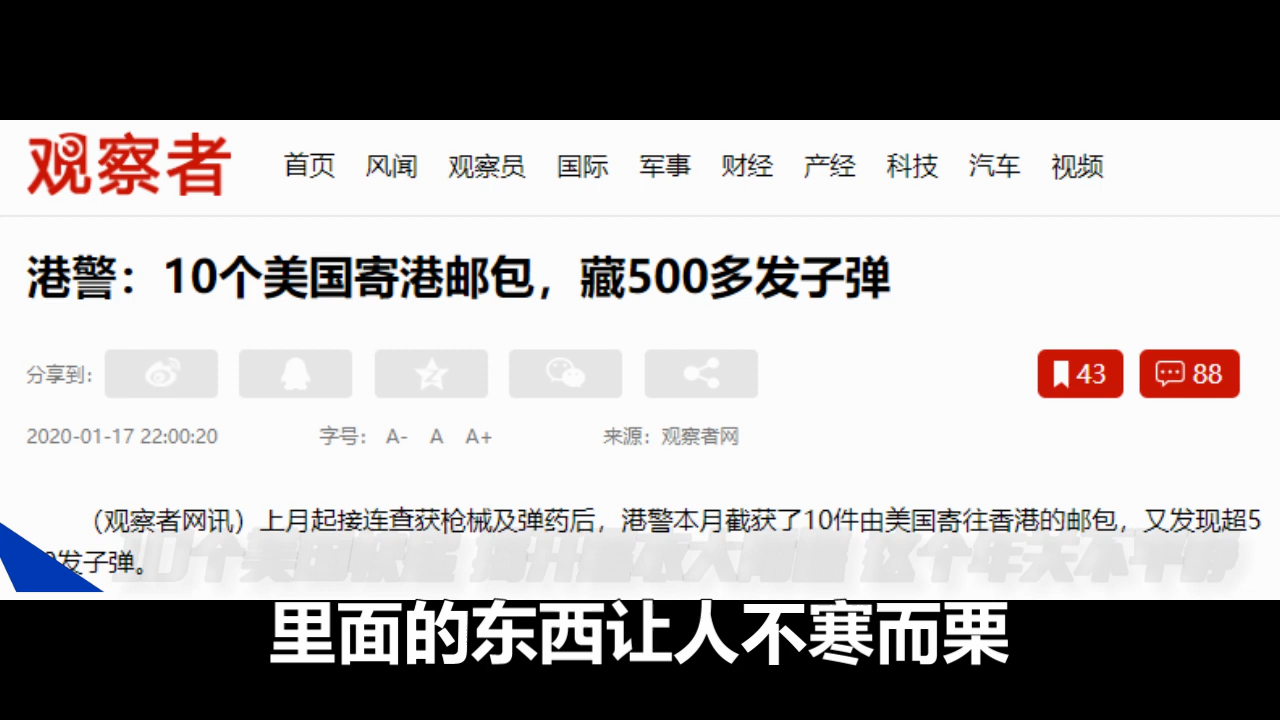 观察者 首页 风闻 观察员 国际 军事 财经 产经 科技 汽车 视频
港警：10个美国寄港邮包，藏500多发子弹
分享到: 43 88
2020-01-17 22:00:20 字号: A- A A+ 来源：观察者网
（观察者网讯）上月起接连查获枪械及弹药后，港警本月截获了10件由美国寄往香港的邮包，又发现超5
发子弹。
里面的东西让人不寒而栗